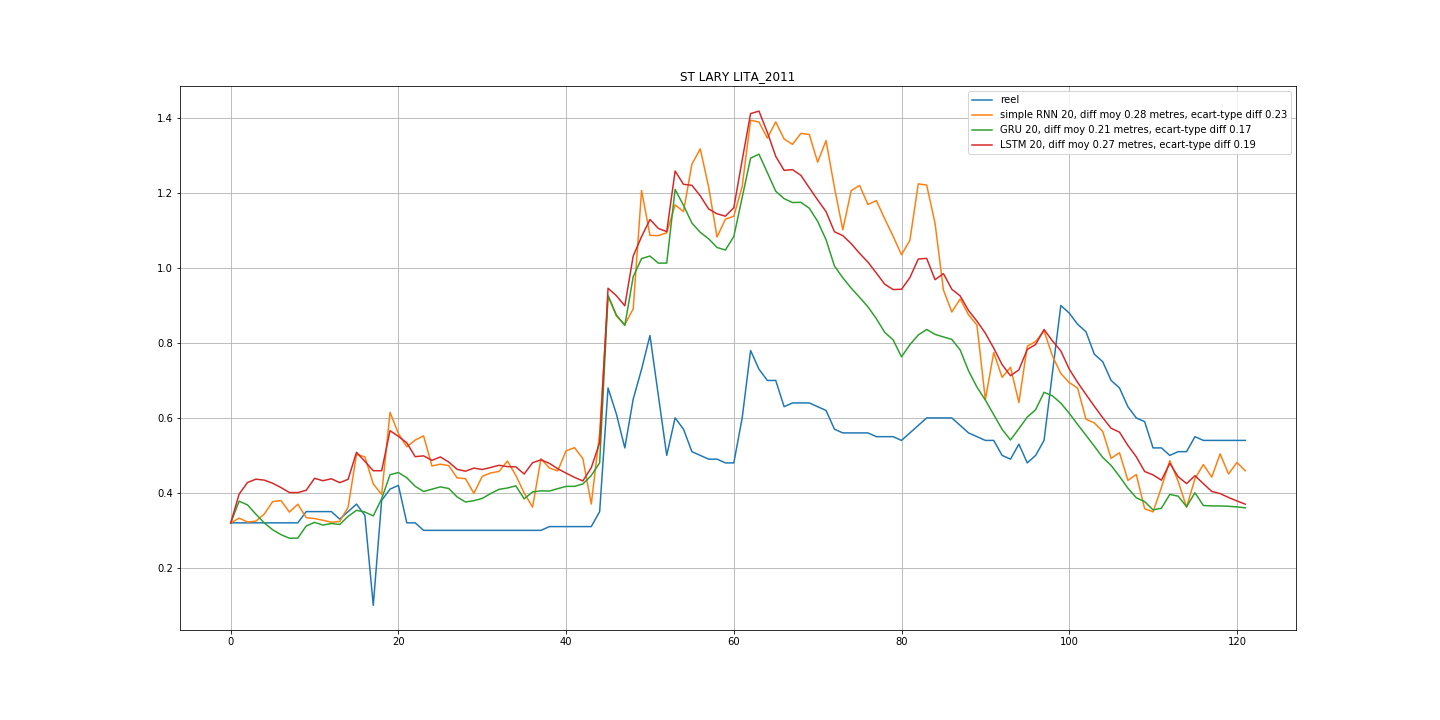 ST LARY LITA_2011
reel
simple RNN 20, diff moy 0.28 metres, ecart-type diff 0.23
GRU 20, diff moy 0.21 metres, ecart-type diff 0.17
LSTM 20, diff moy 0.27 metres, ecart-type diff 0.19
1.4
1.2
1.0
0.8
0.6
0.4
0.2
0 20 40 60 80 100 120